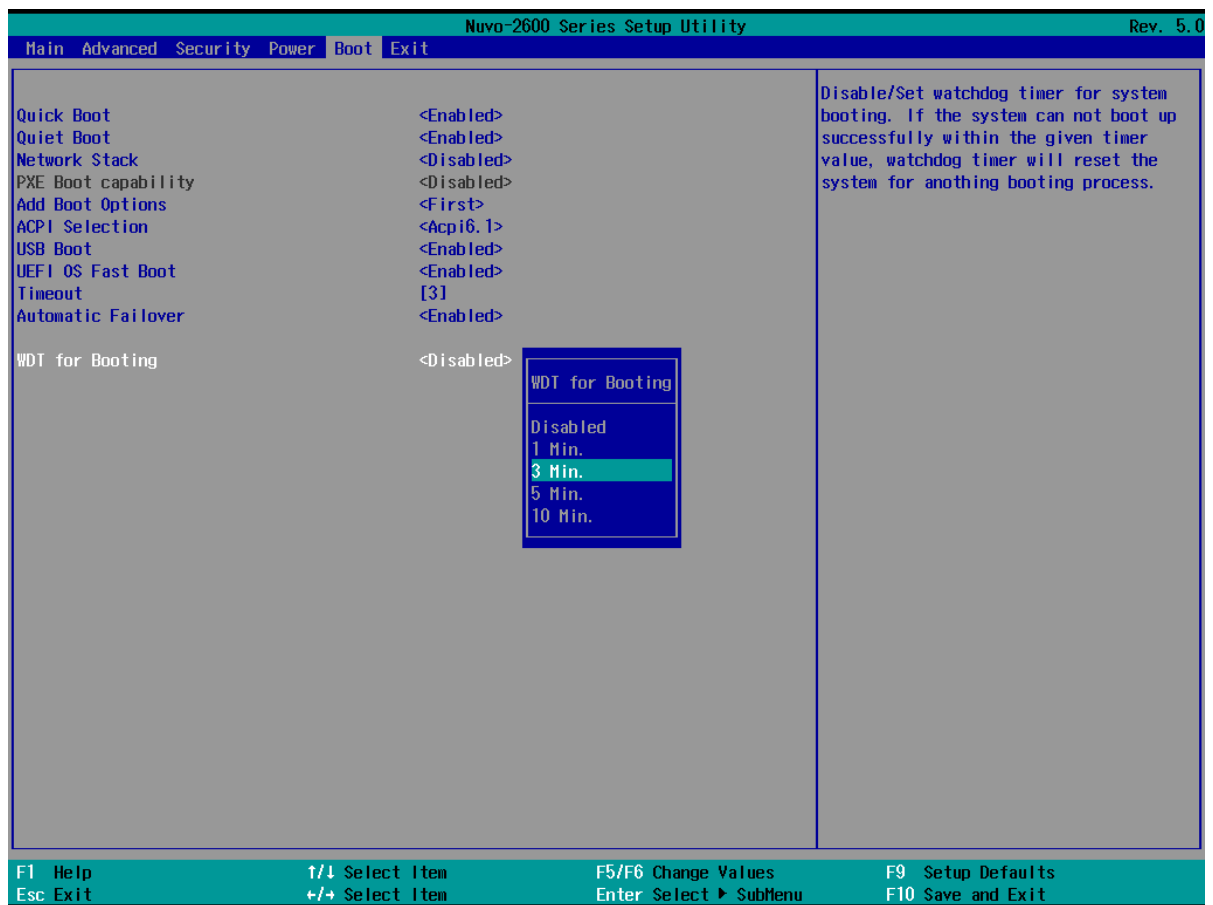 Nuvo-2600 Series Setup Utility Rev. 5.0
Main Advanced Security Power Boot Exit
Quick Boot <Enabled>
Quiet Boot <Enabled>
Network Stack <Disabled>
PXE Boot capability <Disabled>
Add Boot Options <First>
ACPI Selection <Acpi6.1>
USB Boot <Enabled>
UEFI OS Fast Boot <Enabled>
Timeout [3]
Automatic Failover <Enabled>
WDT for Booting <Disabled>
WDT for Booting
Disabled
1 Min.
3 Min.
5 Min.
10 Min.
Disable/Set watchdog timer for system
booting. If the system can not boot up
successfully within the given timer
value, watchdog timer will reset the
system for anothing booting process.
F1 Help ↑/↓ Select Item F5/F6 Change Values F9 Setup Defaults
Esc Exit ←/→ Select Item Enter Select ▶ SubMenu F10 Save and Exit